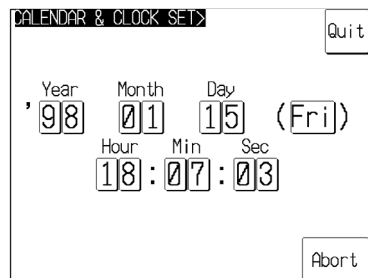 CALENDAR & CLOCK SET>
Quit
Year Month Day
'98 01 15 (Fri)
Hour Min Sec
18:07:03
Abort